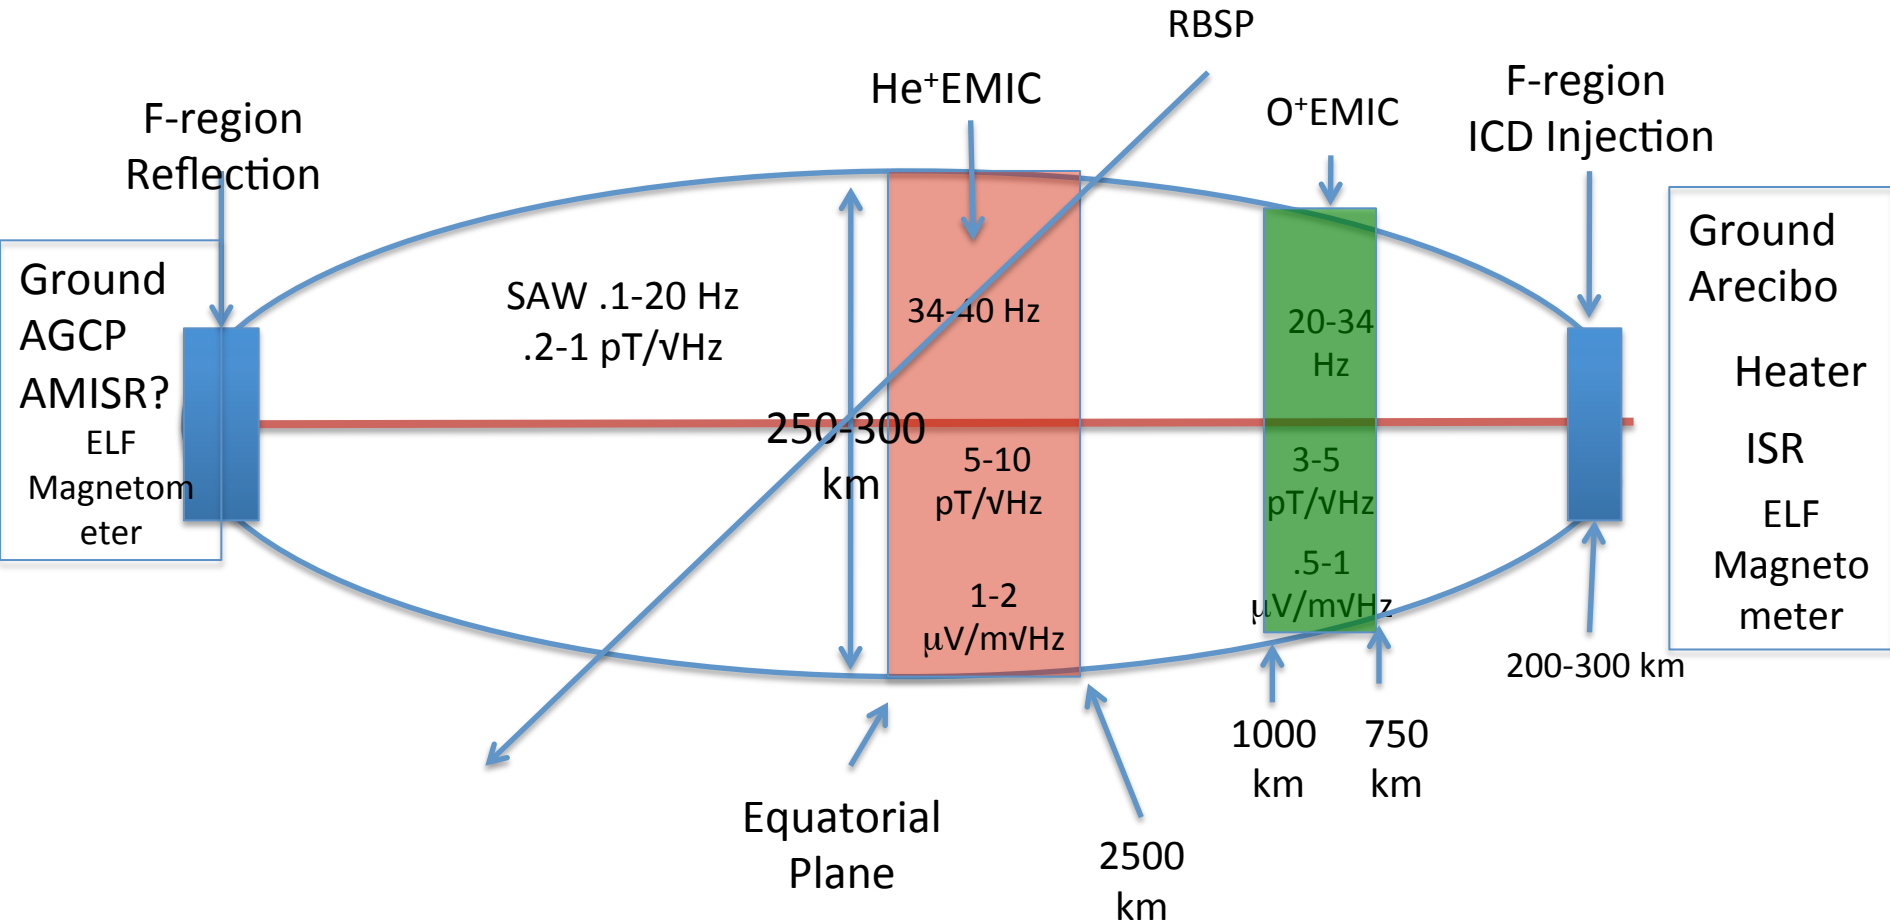 RBSP
He⁺EMIC
O⁺EMIC
F-region
Reflection
F-region
ICD Injection
Ground
AGCP
AMISR?
ELF
Magnetom
eter
SAW .1-20 Hz
.2-1 pT/√Hz
250-300
km
34-40 Hz
5-10
pT/√Hz
1-2
μV/m√Hz
20-34
Hz
3-5
pT/√Hz
.5-1
μV/m√Hz
Ground
Arecibo
Heater
ISR
ELF
Magneto
meter
200-300 km
1000
km
750
km
Equatorial
Plane
2500
km